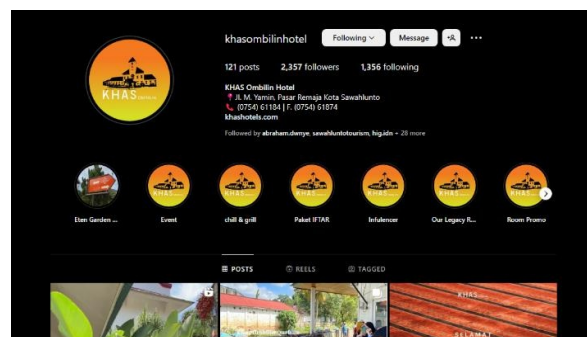 khasombilinhotel Following Message
121 posts 2,357 followers 1,356 following
KHAS Ombilin Hotel
Jl. M. Yamin, Pasar Remaja Kota Sawahlunto
(0754) 61184 | F. (0754) 61874
khashotels.com
Followed by abraham.dwnye, sawahluntotourism, hig.idn + 28 more
KHAS
Eten Garden ... Event chill & grill Paket IFTAR Infulencer Our Legacy R... Room Promo
POSTS REELS TAGGED
KHAS
SELAMAT